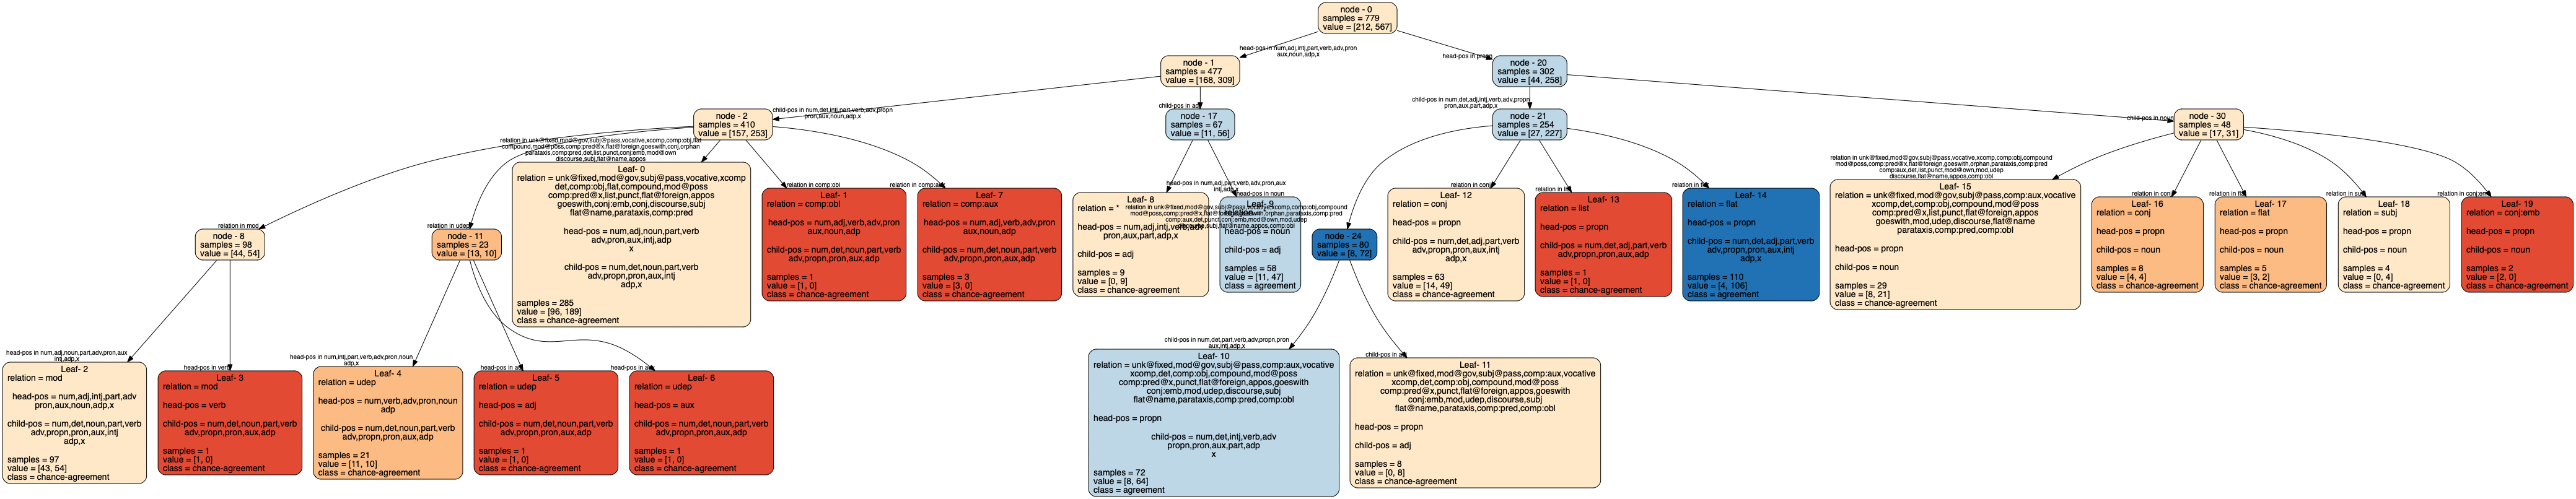 node - 0
samples = 779
value = [212, 567]
head-pos in num,adj,intj,part,verb,adv,pron
aux,noun,adp,x
head-pos in propn
node - 1
samples = 477
value = [168, 309]
node - 20
samples = 302
value = [44, 258]
child-pos in num,det,intj,part,verb,adv,propn
pron,aux,noun,adp,x
child-pos in adj
child-pos in num,det,adj,intj,verb,adv,propn
pron,aux,part,adp,x
child-pos in noun
node - 2
samples = 410
value = [157, 253]
node - 17
samples = 67
value = [11, 56]
node - 21
samples = 254
value = [27, 227]
node - 30
samples = 48
value = [17, 31]
relation in mod
node - 8
samples = 98
value = [44, 54]
relation in udep
node - 11
samples = 23
value = [13, 10]
relation in unk@fixed,mod@gov,subj@pass,vocative,xcomp,comp:obj,flat
compound,mod@poss,comp:pred@x,flat@foreign,goeswith,conj,orphan
parataxis,comp:pred,det,list,punct,conj:emb,mod@own
discourse,subj,flat@name,appos
Leaf- 0
relation = unk@fixed,mod@gov,subj@pass,vocative,xcomp
det,comp:obj,flat,compound,mod@poss
comp:pred@x,list,punct,flat@foreign,appos
goeswith,conj:emb,conj,discourse,subj
flat@name,parataxis,comp:pred
head-pos = num,adj,noun,part,verb
adv,pron,aux,intj,adp
x
child-pos = num,det,noun,part,verb
adv,propn,pron,aux,intj
adp,x
samples = 285
value = [96, 189]
class = chance-agreement
relation in comp:obl
Leaf- 1
relation = comp:obl
head-pos = num,adj,verb,adv,pron
aux,noun,adp
child-pos = num,det,noun,part,verb
adv,propn,pron,aux,adp
samples = 1
value = [1, 0]
class = chance-agreement
Leaf- 7
relation = comp:aux
head-pos = num,adj,verb,adv,pron
aux,noun,adp
child-pos = num,det,noun,part,verb
adv,propn,pron,aux,adp
samples = 3
value = [3, 0]
class = chance-agreement
Leaf- 8
relation = *
head-pos = num,adj,intj,verb,adv
pron,aux,part,adp,x
child-pos = adj
samples = 9
value = [0, 9]
class = chance-agreement
head-pos in num,adj,part,verb,adv,pron,aux
head-pos in noun
Leaf- 9
head-pos = noun
child-pos = adj
samples = 58
value = [11, 47]
class = agreement
node - 24
samples = 80
value = [8, 72]
relation in conj
Leaf- 12
relation = conj
head-pos = propn
child-pos = num,det,adj,part,verb
adv,propn,pron,aux,intj
adp,x
samples = 63
value = [14, 49]
class = chance-agreement
Leaf- 13
relation = list
head-pos = propn
child-pos = num,det,adj,part,verb
adv,propn,pron,aux,adp
samples = 1
value = [1, 0]
class = chance-agreement
Leaf- 14
relation = flat
head-pos = propn
child-pos = num,det,adj,part,verb
adv,propn,pron,aux,intj
adp,x
samples = 110
value = [4, 106]
class = agreement
relation in unk@fixed,mod@gov,subj@pass,vocative,xcomp,comp:obj,compound
mod@poss,comp:pred@x,flat@foreign,goeswith,orphan,parataxis,comp:pred
comp:aux,det,list,punct,mod@own,mod,udep
discourse,flat@name,appos,comp:obl
Leaf- 15
relation = unk@fixed,mod@gov,subj@pass,comp:aux,vocative
xcomp,det,comp:obj,compound,mod@poss
comp:pred@x,list,punct,flat@foreign,appos
goeswith,mod,udep,discourse,flat@name
parataxis,comp:pred,comp:obl
head-pos = propn
child-pos = noun
samples = 29
value = [8, 21]
class = chance-agreement
Leaf- 16
relation = conj
head-pos = propn
child-pos = noun
samples = 8
value = [4, 4]
class = chance-agreement
Leaf- 17
relation = flat
head-pos = propn
child-pos = noun
samples = 5
value = [3, 2]
class = chance-agreement
Leaf- 18
relation = subj
head-pos = propn
child-pos = noun
samples = 4
value = [0, 4]
class = chance-agreement
Leaf- 19
relation = conj:emb
head-pos = propn
child-pos = noun
samples = 2
value = [2, 0]
class = chance-agreement
head-pos in num,adj,noun,part,adv,pron,aux
intj,adp,x
Leaf- 2
relation = mod
head-pos = num,adj,intj,part,adv
pron,aux,noun,adp,x
child-pos = num,det,noun,part,verb
adv,propn,pron,aux,intj
adp,x
samples = 97
value = [43, 54]
class = chance-agreement
head-pos in verb
Leaf- 3
relation = mod
head-pos = verb
child-pos = num,det,noun,part,verb
adv,propn,pron,aux,adp
samples = 1
value = [1, 0]
class = chance-agreement
head-pos in num,intj,part,verb,adv,pron,noun
adp,x
Leaf- 4
relation = udep
head-pos = num,verb,adv,pron,noun
adp
child-pos = num,det,noun,part,verb
adv,propn,pron,aux,adp
samples = 21
value = [11, 10]
class = chance-agreement
Leaf- 5
relation = udep
head-pos = adj
child-pos = num,det,noun,part,verb
adv,propn,pron,aux,adp
samples = 1
value = [1, 0]
class = chance-agreement
Leaf- 6
relation = udep
head-pos = aux
child-pos = num,det,noun,part,verb
adv,propn,pron,aux,adp
samples = 1
value = [1, 0]
class = chance-agreement
child-pos in num,det,part,verb,adv,propn,pron
aux,intj,adp,x
Leaf- 10
relation = unk@fixed,mod@gov,subj@pass,comp:aux,vocative
xcomp,det,comp:obj,compound,mod@poss
comp:pred@x,punct,flat@foreign,appos,goeswith
conj:emb,mod,udep,discourse,subj
flat@name,parataxis,comp:pred,comp:obl
head-pos = propn
child-pos = num,det,intj,verb,adv
propn,pron,aux,part,adp
x
samples = 72
value = [8, 64]
class = agreement
Leaf- 11
relation = unk@fixed,mod@gov,subj@pass,comp:aux,vocative
xcomp,det,comp:obj,compound,mod@poss
comp:pred@x,punct,flat@foreign,appos,goeswith
conj:emb,mod,udep,discourse,subj
flat@name,parataxis,comp:pred,comp:obl
head-pos = propn
child-pos = adj
samples = 8
value = [0, 8]
class = chance-agreement